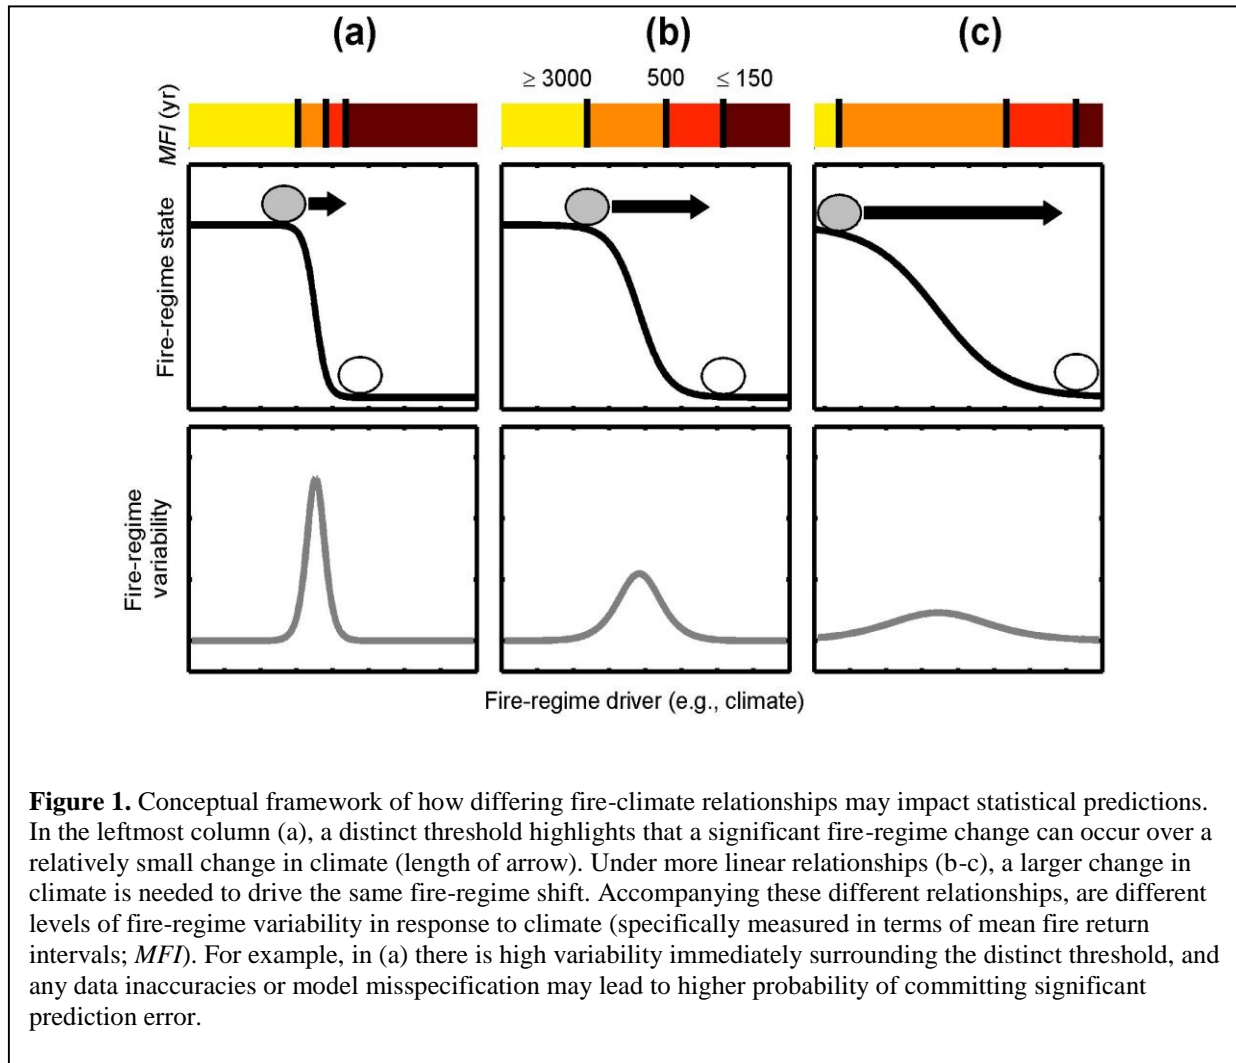 (a) (b) (c)
≥ 3000 500 ≤ 150
MFI (yr)
Fire-regime state
Fire-regime
variability
Fire-regime driver (e.g., climate)
Figure 1. Conceptual framework of how differing fire-climate relationships may impact statistical predictions.
In the leftmost column (a), a distinct threshold highlights that a significant fire-regime change can occur over a
relatively small change in climate (length of arrow). Under more linear relationships (b-c), a larger change in
climate is needed to drive the same fire-regime shift. Accompanying these different relationships, are different
levels of fire-regime variability in response to climate (specifically measured in terms of mean fire return
intervals; MFI). For example, in (a) there is high variability immediately surrounding the distinct threshold, and
any data inaccuracies or model misspecification may lead to higher probability of committing significant
prediction error.